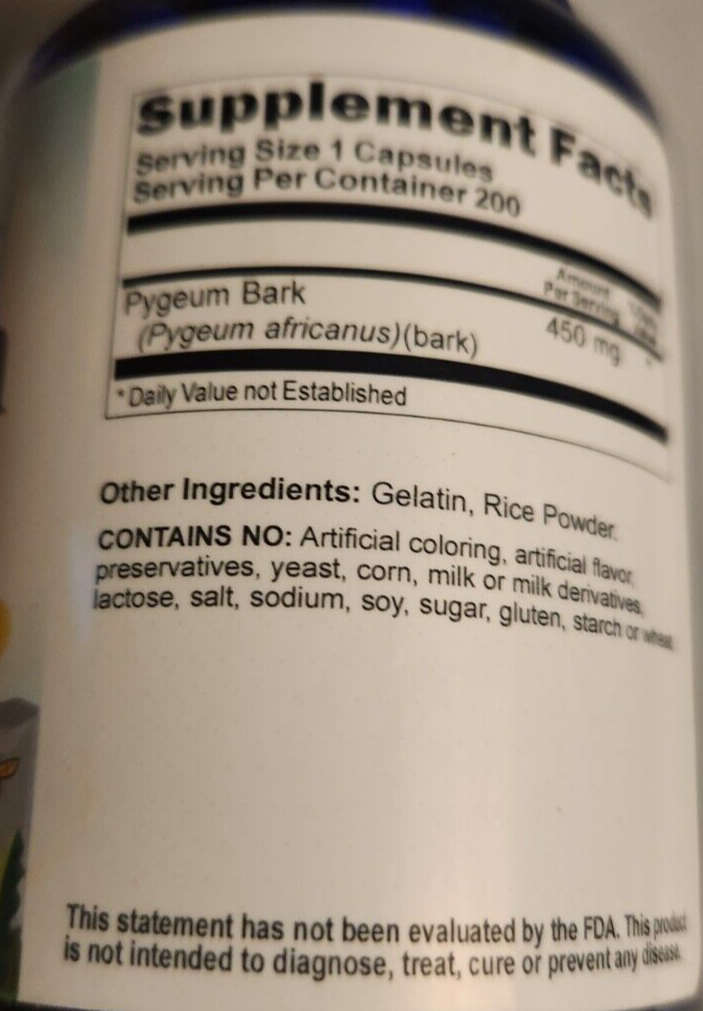 Supplement Facts
Serving Size 1 Capsules
Serving Per Container 200
Amount
Per Serving
Pygeum Bark
(Pygeum africanus)(bark) 450 mg *
* Daily Value not Established
Other Ingredients: Gelatin, Rice Powder.
CONTAINS NO: Artificial coloring, artificial flavor,
preservatives, yeast, corn, milk or milk derivatives,
lactose, salt, sodium, soy, sugar, gluten, starch or wheat
This statement has not been evaluated by the FDA. This product
is not intended to diagnose, treat, cure or prevent any disease.